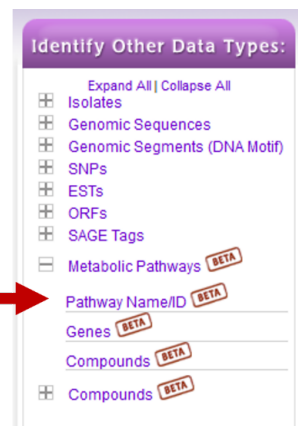 Identify Other Data Types:
Expand All | Collapse All
Isolates
Genomic Sequences
Genomic Segments (DNA Motif)
SNPs
ESTs
ORFs
SAGE Tags
Metabolic Pathways BETA
Pathway Name/ID BETA
Genes BETA
Compounds BETA
Compounds BETA